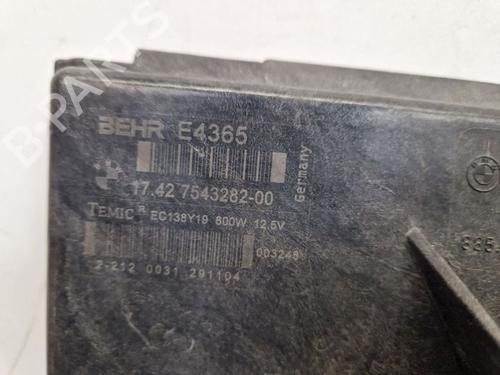 B-PARTS
BEHR E4365
17.42 7543282-00
Germany
TEMIC R EC138Y19 600W 12.5V
003248
2-212 0031 291104